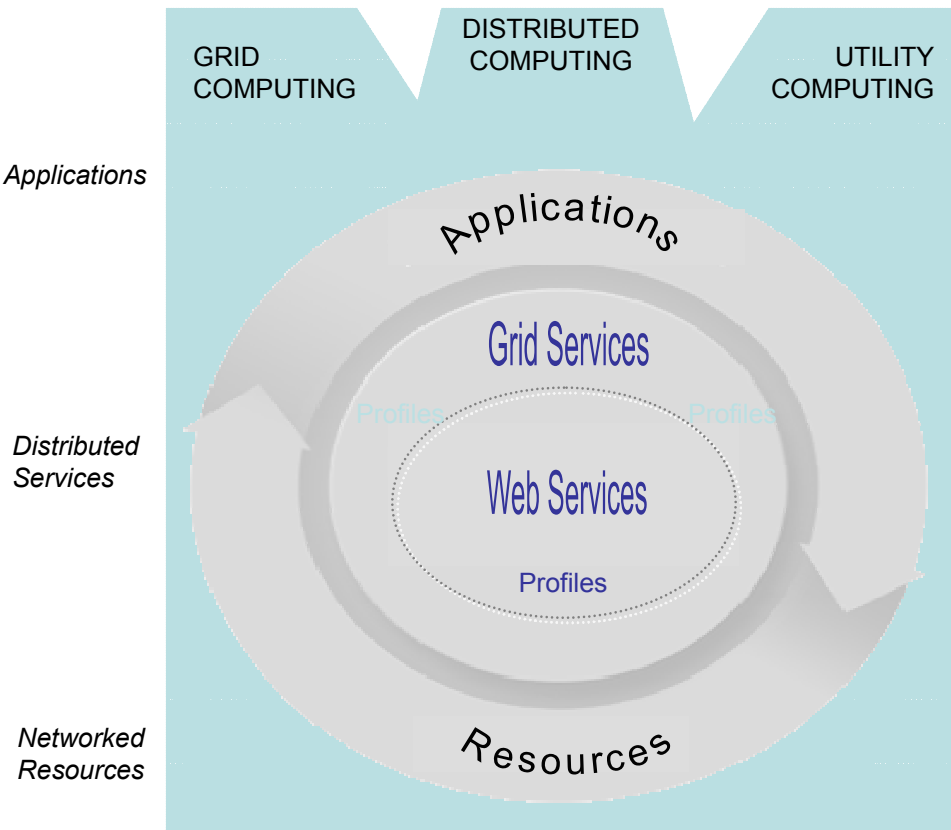 GRID
COMPUTING
DISTRIBUTED
COMPUTING
UTILITY
COMPUTING
Applications
Applications
Grid Services
Profiles
Profiles
Distributed
Services
Web Services
Profiles
Networked
Resources
Resources